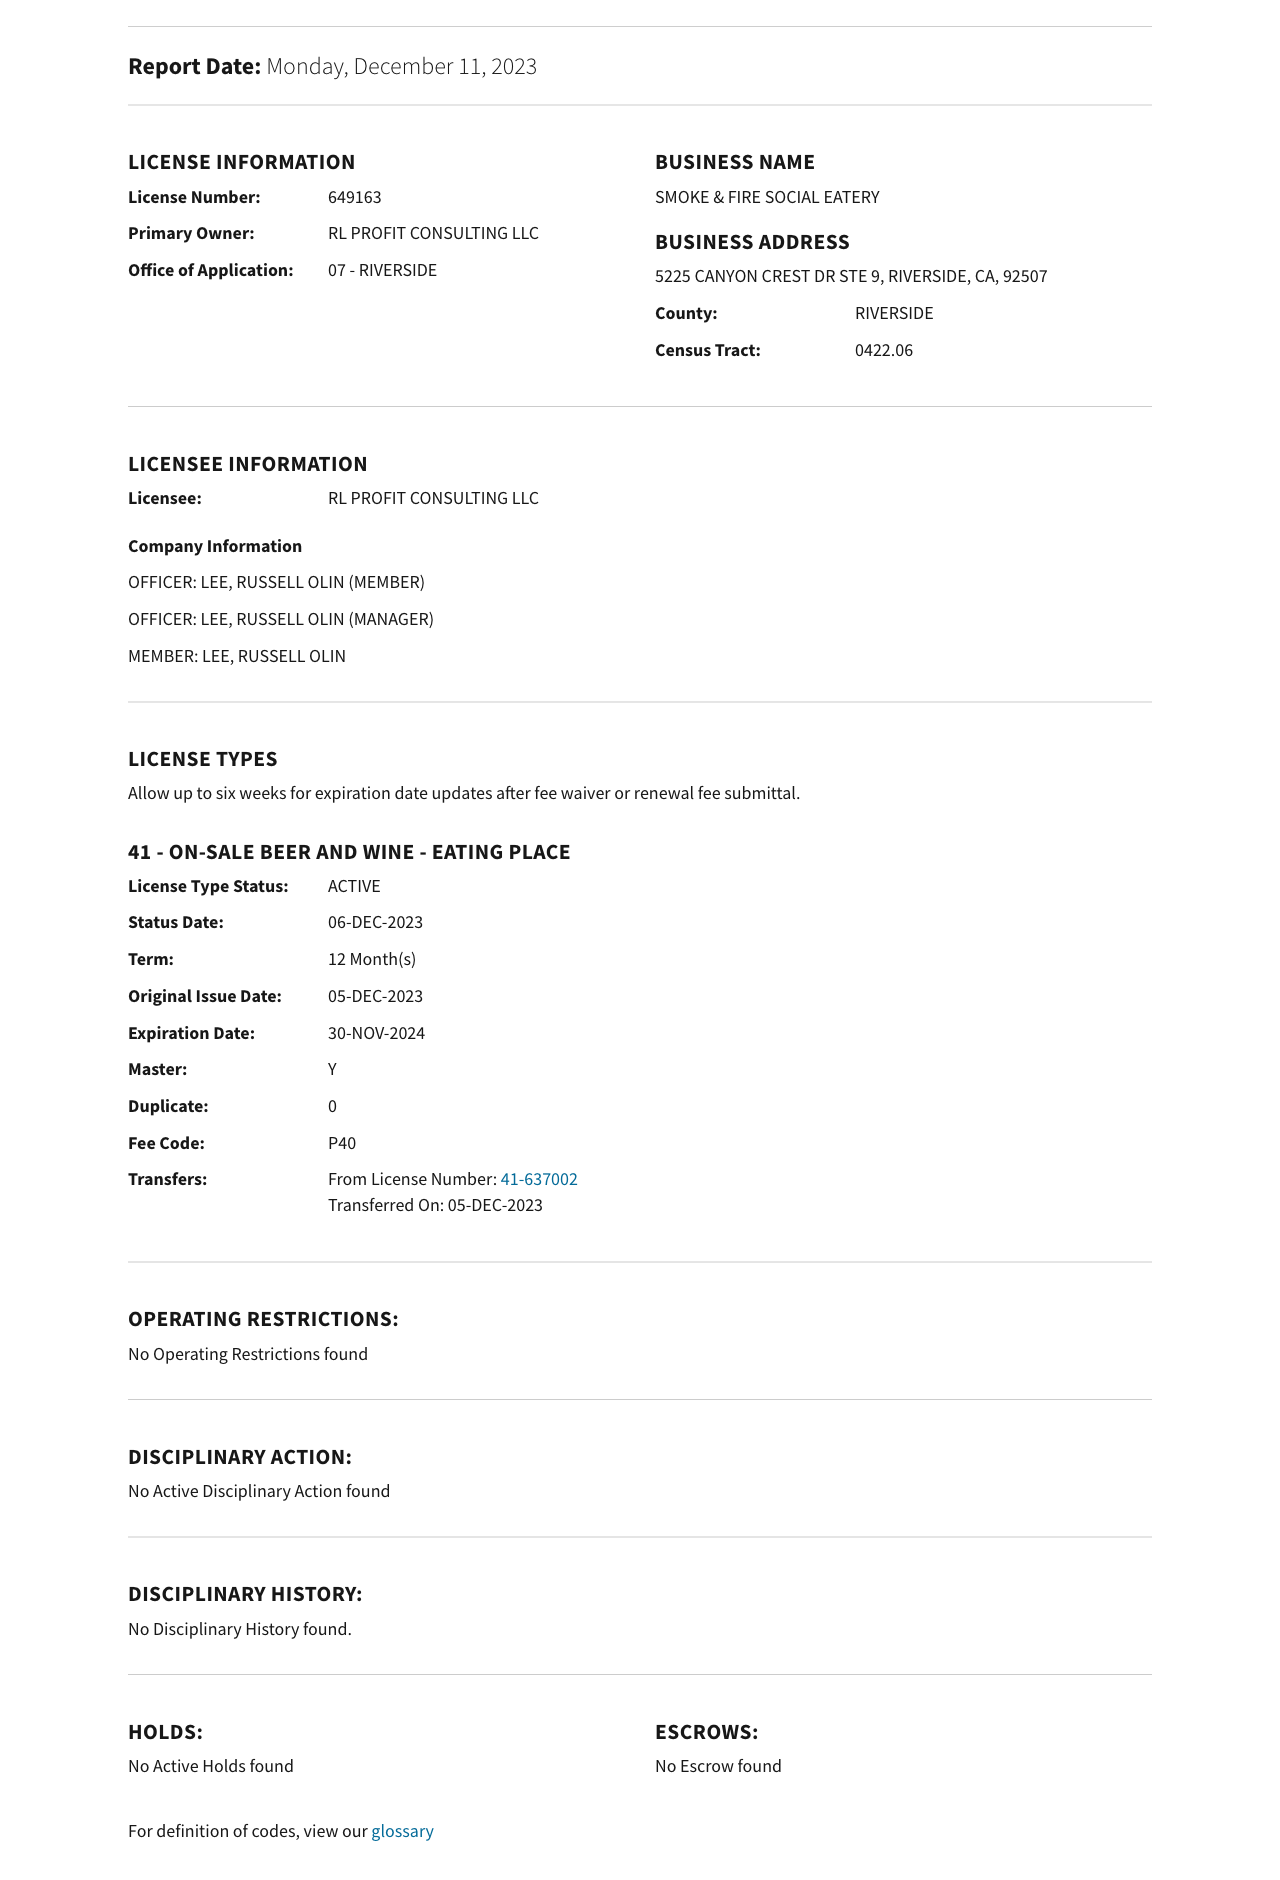 Report Date: Monday, December 11, 2023
LICENSE INFORMATION
License Number: 649163
Primary Owner: RL PROFIT CONSULTING LLC
Office of Application: 07 - RIVERSIDE
BUSINESS NAME
SMOKE & FIRE SOCIAL EATERY
BUSINESS ADDRESS
5225 CANYON CREST DR STE 9, RIVERSIDE, CA, 92507
County: RIVERSIDE
Census Tract: 0422.06
LICENSEE INFORMATION
Licensee: RL PROFIT CONSULTING LLC
Company Information
OFFICER: LEE, RUSSELL OLIN (MEMBER)
OFFICER: LEE, RUSSELL OLIN (MANAGER)
MEMBER: LEE, RUSSELL OLIN
LICENSE TYPES
Allow up to six weeks for expiration date updates after fee waiver or renewal fee submittal.
41 - ON-SALE BEER AND WINE - EATING PLACE
License Type Status: ACTIVE
Status Date: 06-DEC-2023
Term: 12 Month(s)
Original Issue Date: 05-DEC-2023
Expiration Date: 30-NOV-2024
Master: Y
Duplicate: 0
Fee Code: P40
Transfers: From License Number: 41-637002
Transferred On: 05-DEC-2023
OPERATING RESTRICTIONS:
No Operating Restrictions found
DISCIPLINARY ACTION:
No Active Disciplinary Action found
DISCIPLINARY HISTORY:
No Disciplinary History found.
HOLDS:
No Active Holds found
ESCROWS:
No Escrow found
For definition of codes, view our glossary